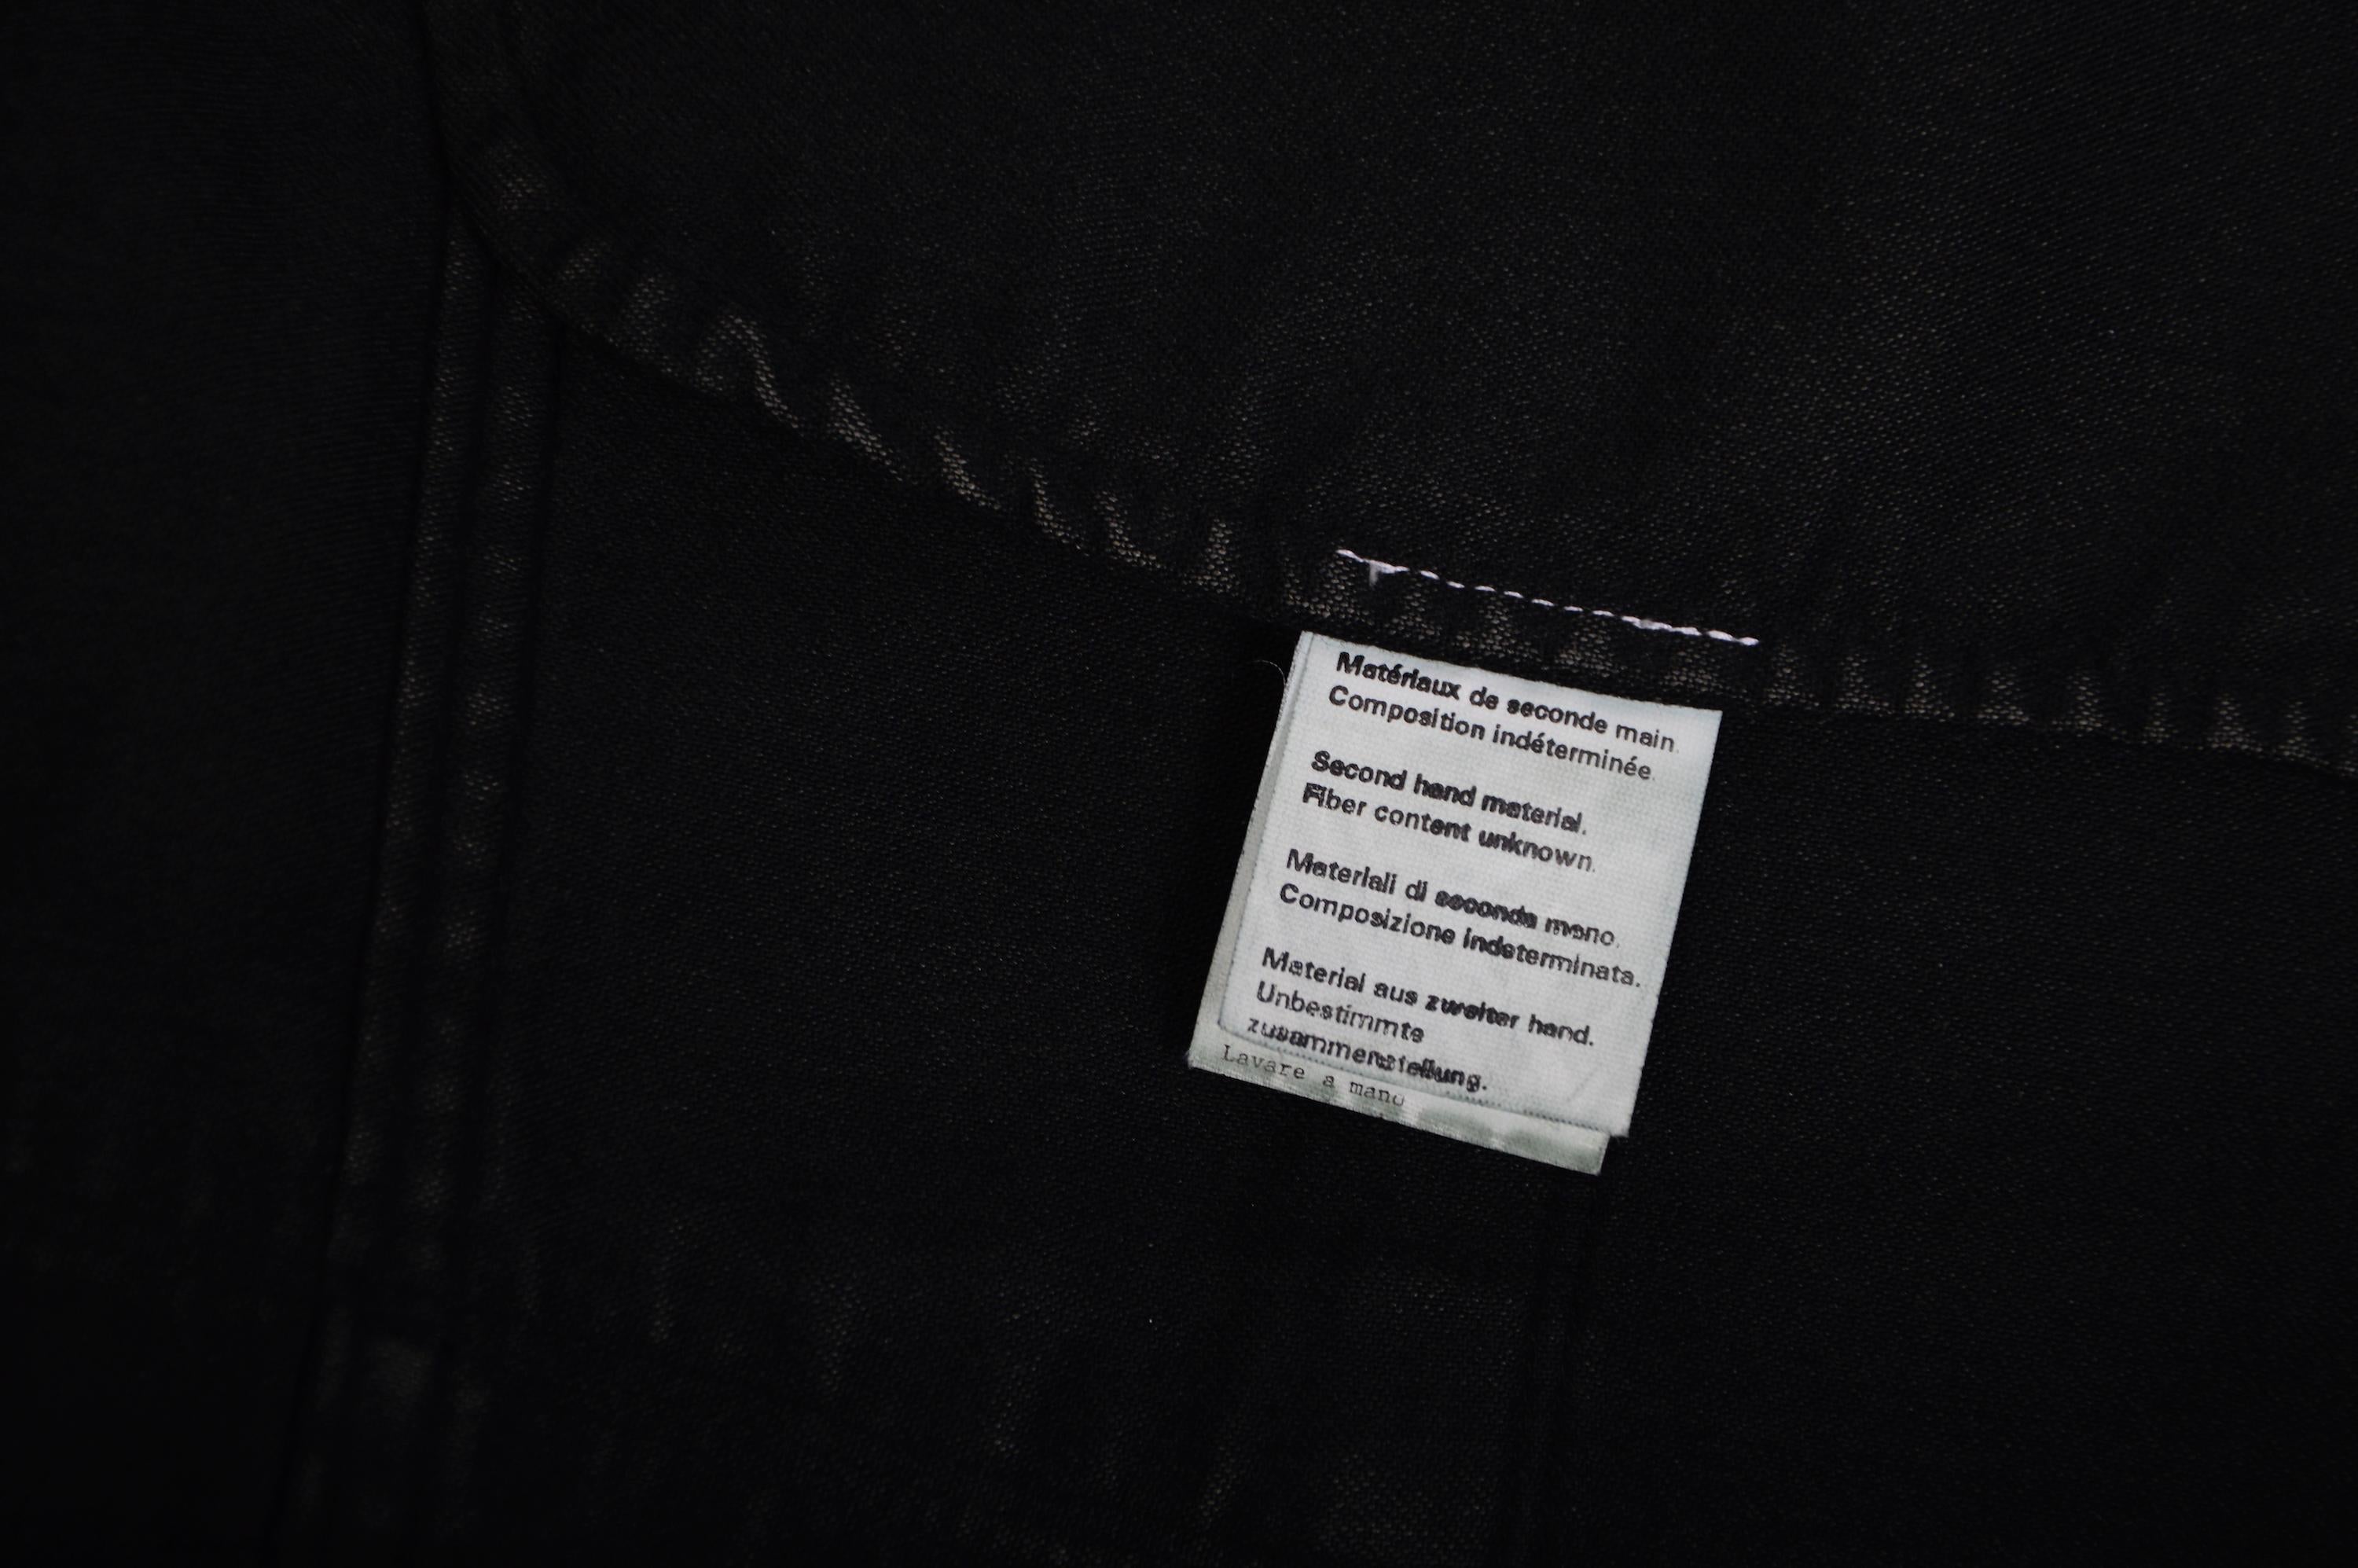 Matériaux de seconde main.
Composition indéterminée.
Second hand material.
Fiber content unknown.
Materiali di seconda mano.
Composizione indeterminata.
Material aus zweiter hand.
Unbestimmte
zusammenstellung.
Lavare a mano